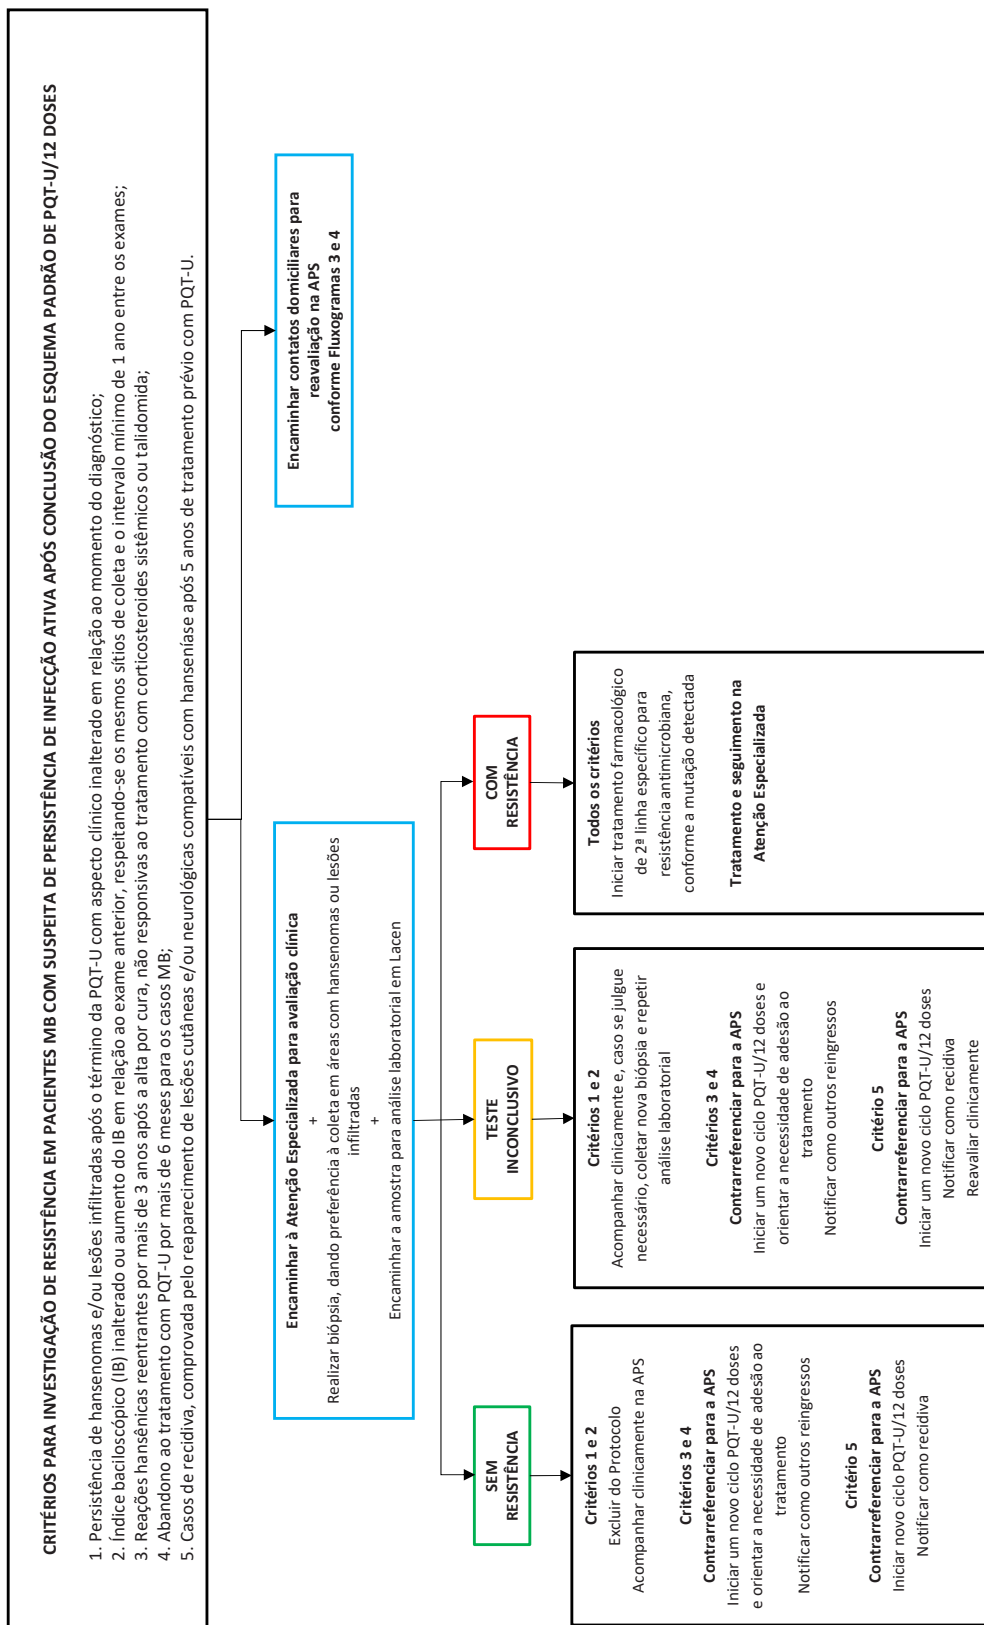 CRITÉRIOS PARA INVESTIGAÇÃO DE RESISTÊNCIA EM PACIENTES MB COM SUSPEITA DE PERSISTÊNCIA DE INFECÇÃO ATIVA APÓS CONCLUSÃO DO ESQUEMA PADRÃO DE PQT-U/12 DOSES
1. Persistência de hansenomas e/ou lesões infiltradas após o término da PQT-U com aspecto clínico inalterado em relação ao momento do diagnóstico;
2. Índice baciloscópico (IB) inalterado ou aumento do IB em relação ao exame anterior, respeitando-se os mesmos sítios de coleta e o intervalo mínimo de 1 ano entre os exames;
3. Reações hansênicas reentrantes por mais de 3 anos após a alta por cura, não responsivas ao tratamento com corticosteroides sistêmicos ou talidomida;
4. Abandono ao tratamento com PQT-U por mais de 6 meses para os casos MB;
5. Casos de recidiva, comprovada pelo reaparecimento de lesões cutâneas e/ou neurológicas compatíveis com hanseníase após 5 anos de tratamento prévio com PQT-U.
Encaminhar à Atenção Especializada para avaliação clínica
+
Realizar biópsia, dando preferência à coleta em áreas com hansenomas ou lesões
infiltradas
+
Encaminhar a amostra para análise laboratorial em Lacen
Encaminhar contatos domiciliares para
reavaliação na APS
conforme Fluxogramas 3 e 4
SEM
RESISTÊNCIA
TESTE
INCONCLUSIVO
COM
RESISTÊNCIA
Critérios 1 e 2
Excluir do Protocolo
Acompanhar clinicamente na APS
Critérios 3 e 4
Contrarreferenciar para a APS
Iniciar um novo ciclo PQT-U/12 doses
e orientar a necessidade de adesão ao
tratamento
Notificar como outros reingressos
Critério 5
Contrarreferenciar para a APS
Iniciar novo ciclo PQT-U/12 doses
Notificar como recidiva
Critérios 1 e 2
Acompanhar clinicamente e, caso se julgue
necessário, coletar nova biópsia e repetir
análise laboratorial
Critérios 3 e 4
Contrarreferenciar para a APS
Iniciar um novo ciclo PQT-U/12 doses e
orientar a necessidade de adesão ao
tratamento
Notificar como outros reingressos
Critério 5
Contrarreferenciar para a APS
Iniciar um novo ciclo PQT-U/12 doses
Notificar como recidiva
Reavaliar clinicamente
Todos os critérios
Iniciar tratamento farmacológico
de 2ª linha específico para
resistência antimicrobiana,
conforme a mutação detectada
Tratamento e seguimento na
Atenção Especializada